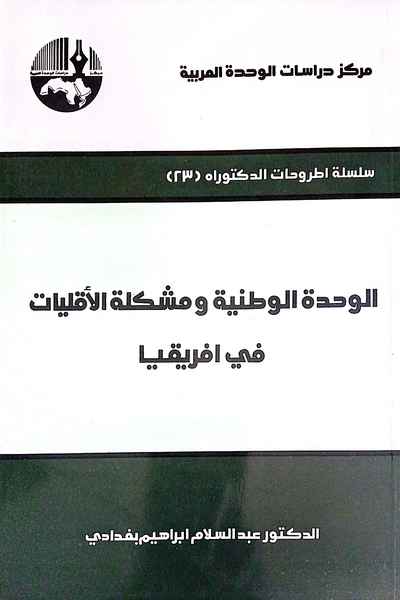 مركز دراسات الوحدة العربية
سلسلة اطروحات الدكتوراه (٢٣)
الوحدة الوطنية ومشكلة الأقليات
في افريقيا
الدكتور عبد السلام ابراهيم بغدادي